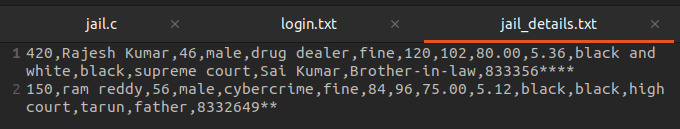 jail.c × login.txt × jail_details.txt ×
1 420,Rajesh Kumar,46,male,drug dealer,fine,120,102,80.00,5.36,black and
white,black,supreme court,Sai Kumar,Brother-in-law,833356****
2 150,ram reddy,56,male,cybercrime,fine,84,96,75.00,5.12,black,black,high
court,tarun,father,8332649**